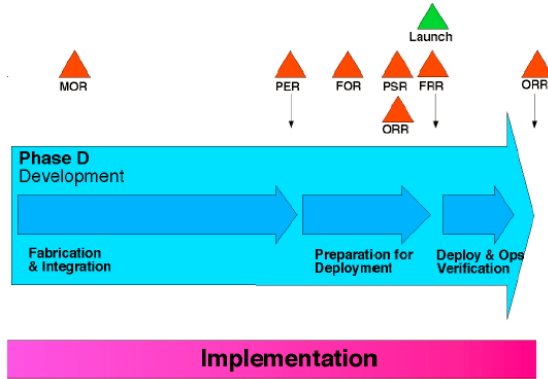 Launch
MOR
PER
FOR
PSR
FRR
ORR
ORR
Phase D
Development
Fabrication
& Integration
Preparation for
Deployment
Deploy & Ops
Verification
Implementation